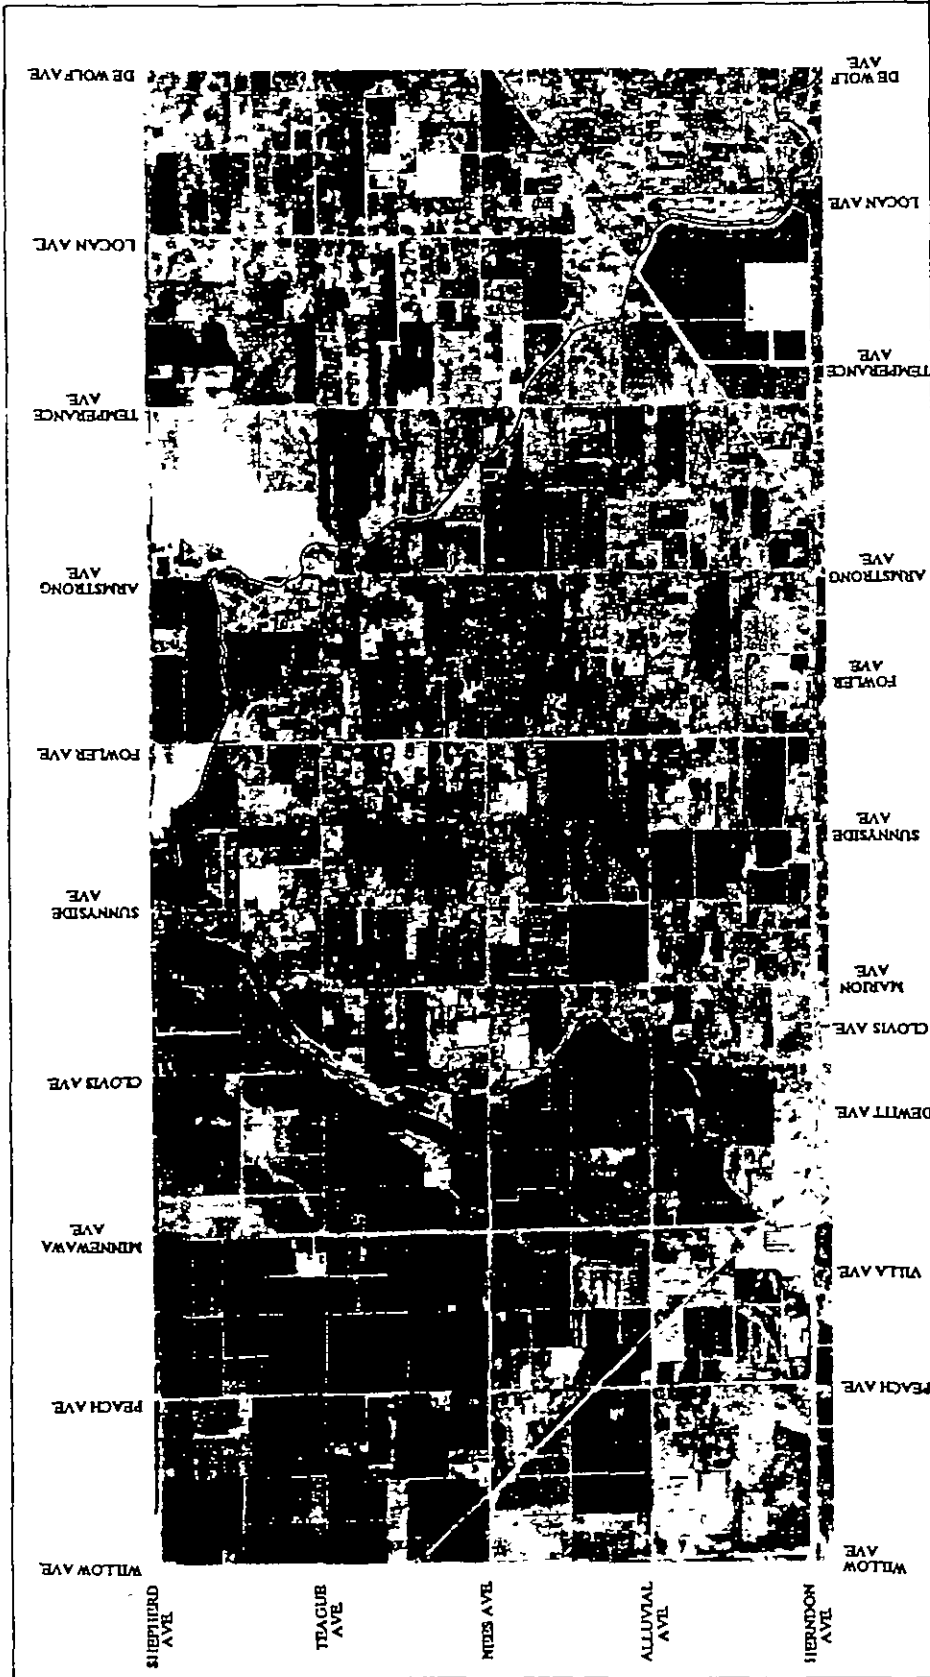 DE WOLF AVE.
LOCAN AVE.
TEMPERANCE
AVE
ARMSTRONG
AVE
FOWLER AVE
SUNNYSIDE
AVE
CLOVIS AVE
MINNEWAWA
AVE
PEACH AVE
WILLOW AVE
DE WOLF
AVE
LOCAN AVE
TEMPERANCE
AVE
ARMSTRONG
AVE
FOWLER
AVE
SUNNYSIDE
AVE
MARION
AVE
CLOVIS AVE.
DEWITT AVE.
VILLA AVE
PEACH AVE
WILLOW
AVE
SHEPHERD
AVE.
TEAGUE
AVE.
NEES AVE.
ALLUVIAL
AVE.
HERNDON
AVE.